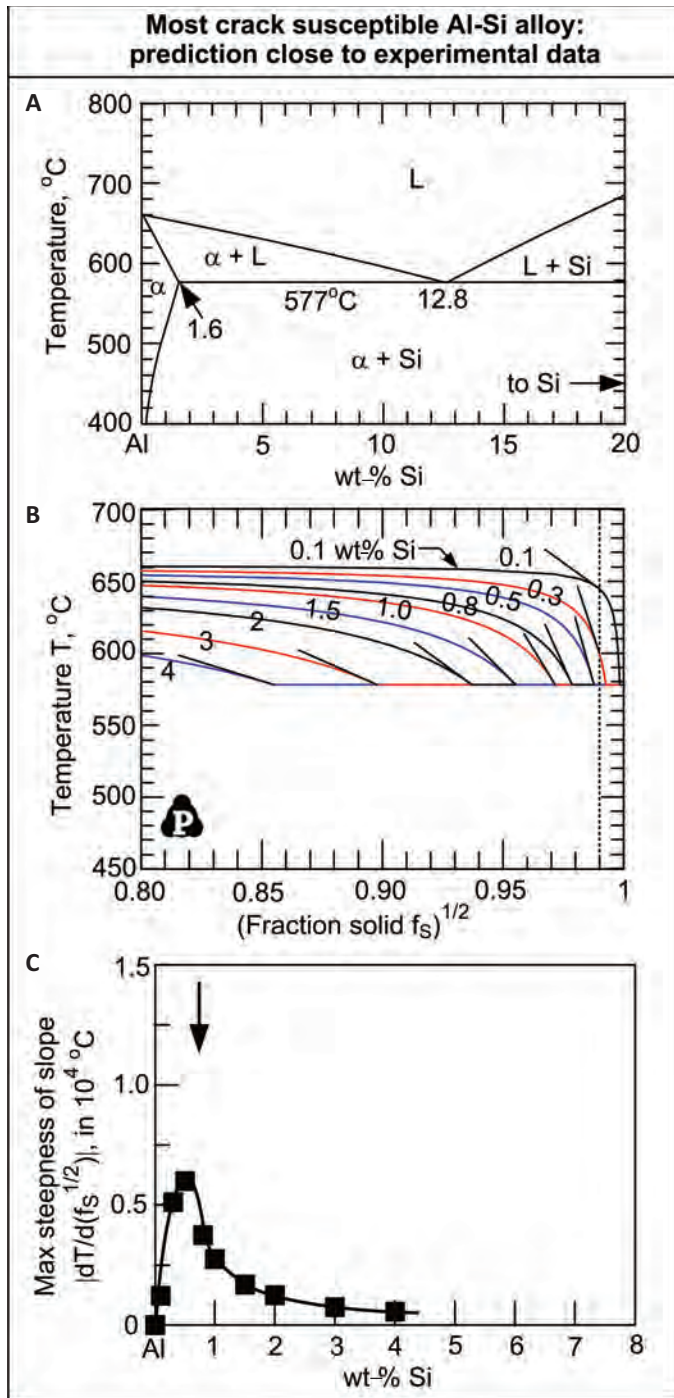 Most crack susceptible Al-Si alloy:
prediction close to experimental data
A
Temperature, °C
800
700
600
500
400
L
α + L
L + Si
α
577°C
12.8
1.6
α + Si
to Si
Al
5
10
15
20
wt-% Si
B
Temperature T, °C
700
650
600
550
500
450
0.1 wt% Si
0.1
0.3
0.5
0.8
1.0
1.5
2
3
4
P
0.80
0.85
0.90
0.95
1
(Fraction solid fS)1/2
C
Max steepness of slope
|dT/d(fS1/2)|, in 104 °C
1.5
1.0
0.5
0
Al
1
2
3
4
5
6
7
8
wt-% Si